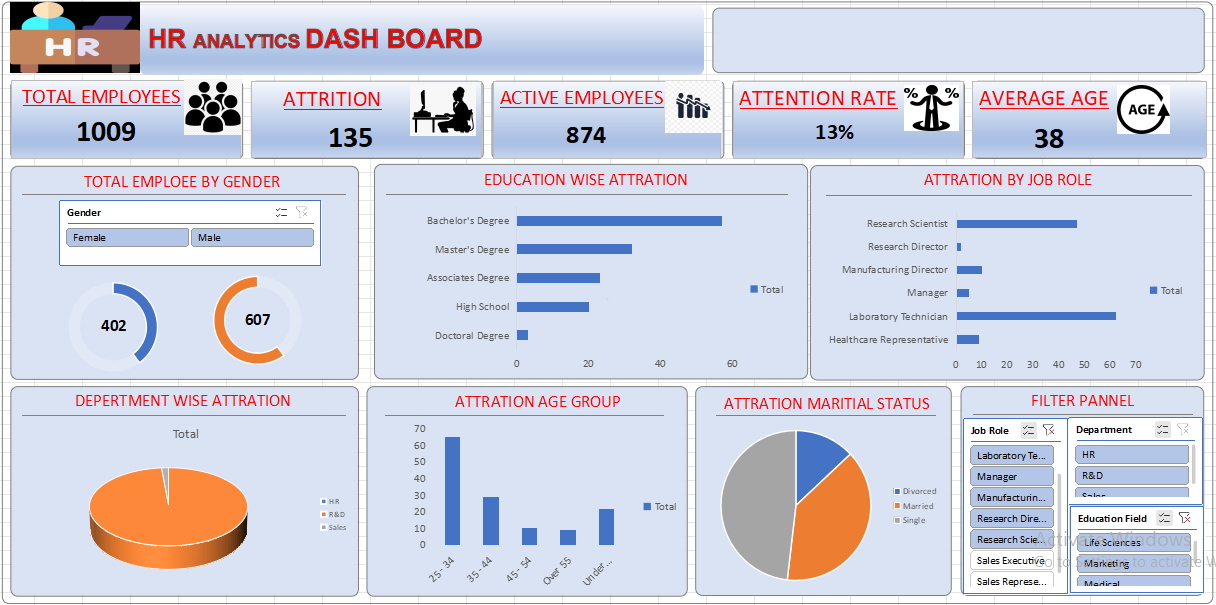 HR
HR ANALYTICS DASH BOARD
TOTAL EMPLOYEES
1009
ATTRITION
135
ACTIVE EMPLOYEES
874
ATTENTION RATE
% %
13%
AVERAGE AGE
AGE
38
TOTAL EMPLOEE BY GENDER
Gender
Female
Male
402
607
EDUCATION WISE ATTRATION
Bachelor's Degree
Master's Degree
Associates Degree
High School
Doctoral Degree
0 20 40 60
Total
ATTRATION BY JOB ROLE
Research Scientist
Research Director
Manufacturing Director
Manager
Laboratory Technician
Healthcare Representative
0 10 20 30 40 50 60 70
Total
DEPERTMENT WISE ATTRATION
Total
HR
R&D
Sales
ATTRATION AGE GROUP
70
60
50
40
30
20
10
0
25 - 34
35 - 44
45 - 54
Over 55
Under...
Total
ATTRATION MARITIAL STATUS
Divorced
Married
Single
FILTER PANNEL
Job Role
Laboratory Te...
Manager
Manufacturin...
Research Dire...
Research Scie...
Sales Executive
Sales Represe...
Department
HR
R&D
Sales
Education Field
Life Sciences
Marketing
Medical
Activate Windows
Go to Settings to activate W